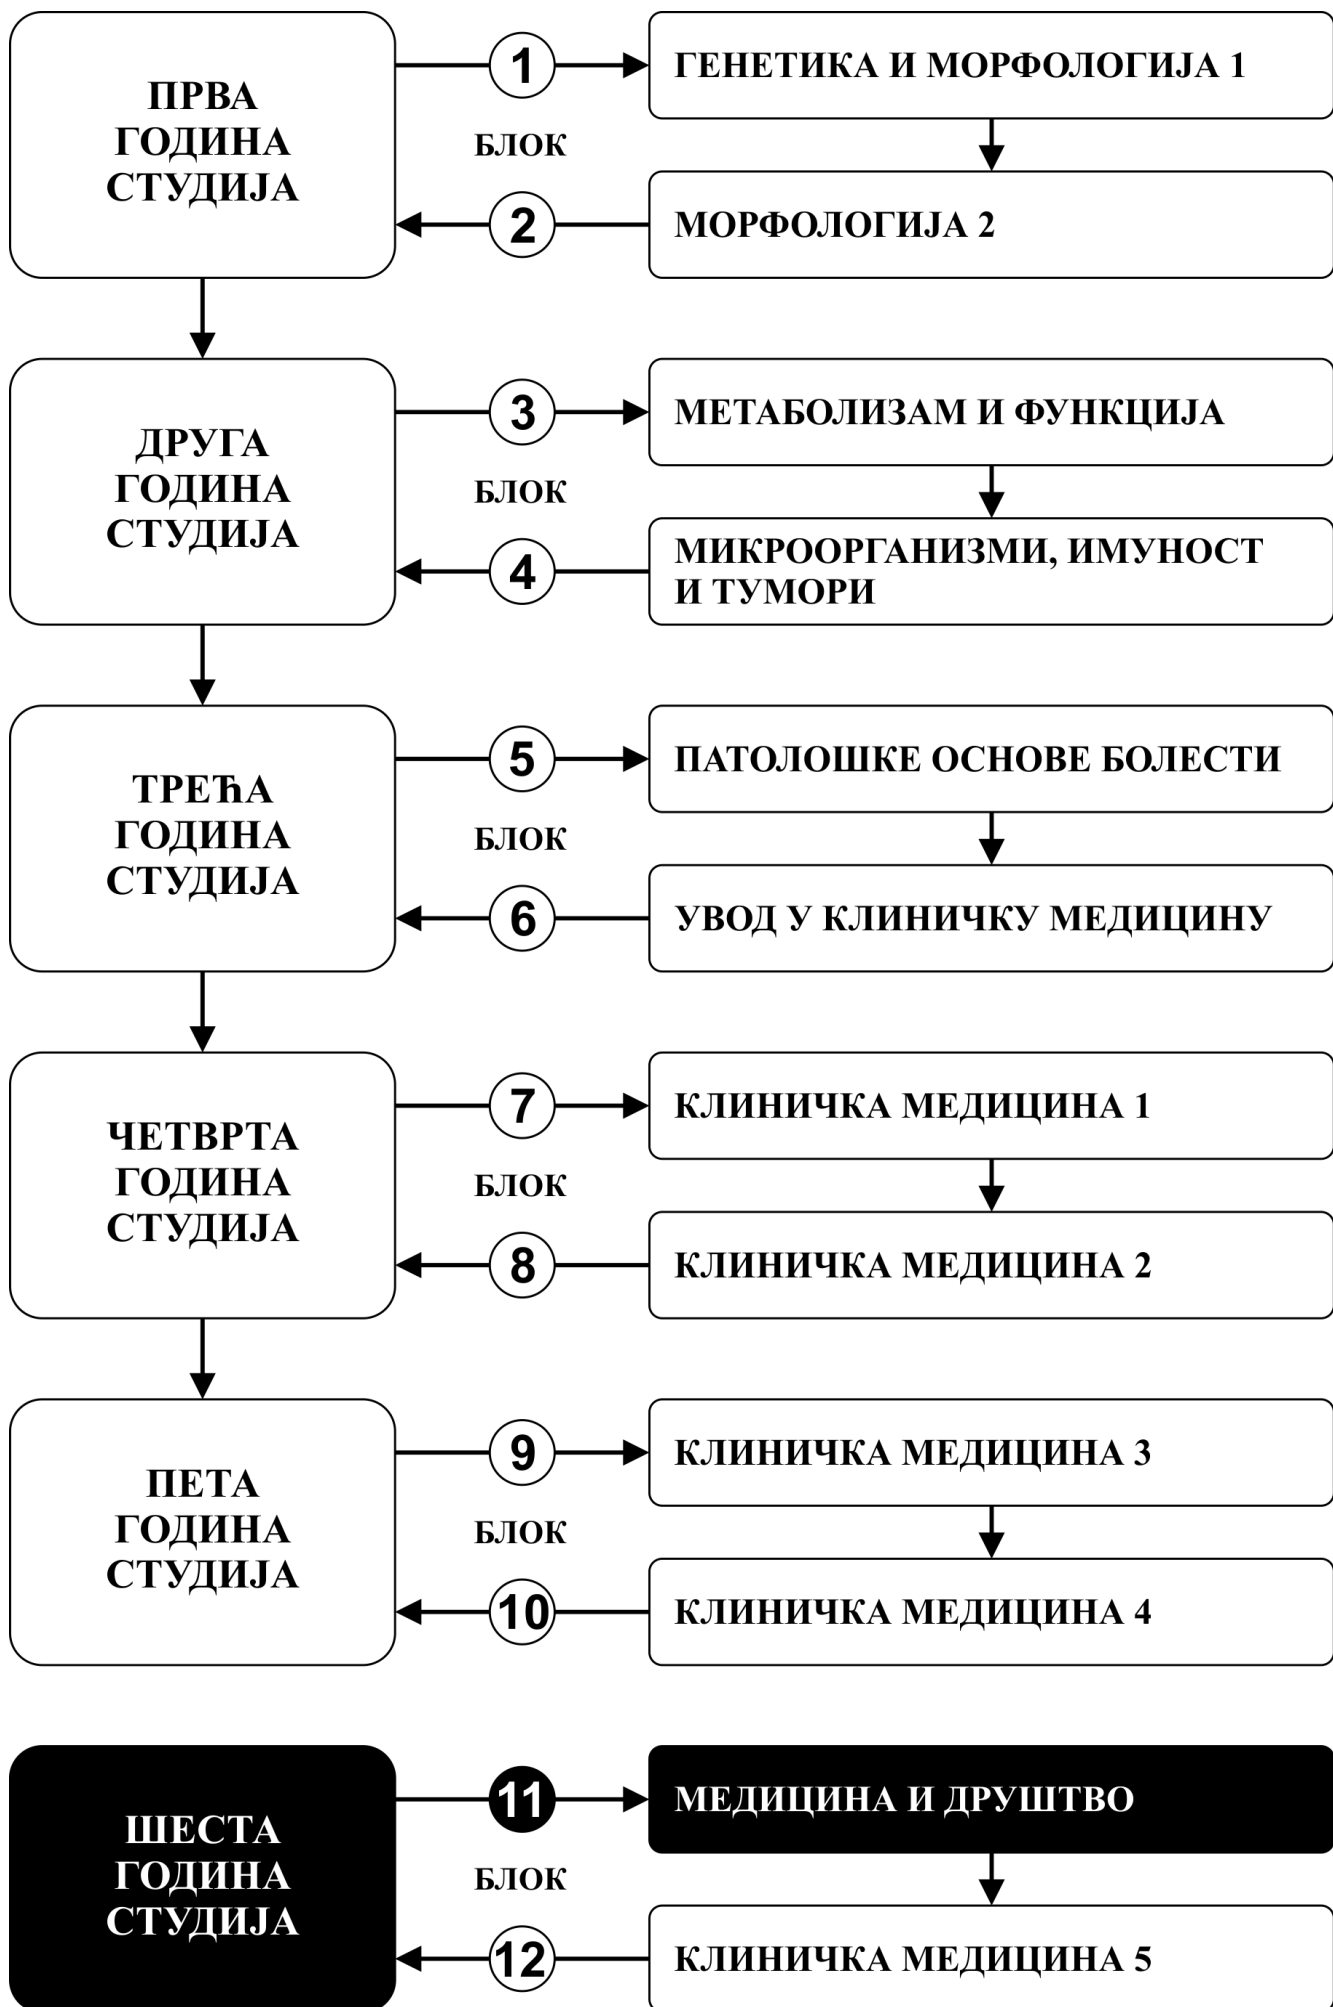 ПРВА
ГОДИНА
СТУДИЈА
1
БЛОК
2
ГЕНЕТИКА И МОРФОЛОГИЈА 1
МОРФОЛОГИЈА 2
ДРУГА
ГОДИНА
СТУДИЈА
3
БЛОК
4
МЕТАБОЛИЗАМ И ФУНКЦИЈА
МИКРООРГАНИЗМИ, ИМУНОСТ
И ТУМОРИ
ТРЕЋА
ГОДИНА
СТУДИЈА
5
БЛОК
6
ПАТОЛОШКЕ ОСНОВЕ БОЛЕСТИ
УВОД У КЛИНИЧКУ МЕДИЦИНУ
ЧЕТВРТА
ГОДИНА
СТУДИЈА
7
БЛОК
8
КЛИНИЧКА МЕДИЦИНА 1
КЛИНИЧКА МЕДИЦИНА 2
ПЕТА
ГОДИНА
СТУДИЈА
9
БЛОК
10
КЛИНИЧКА МЕДИЦИНА 3
КЛИНИЧКА МЕДИЦИНА 4
ШЕСТА
ГОДИНА
СТУДИЈА
11
БЛОК
12
МЕДИЦИНА И ДРУШТВО
КЛИНИЧКА МЕДИЦИНА 5